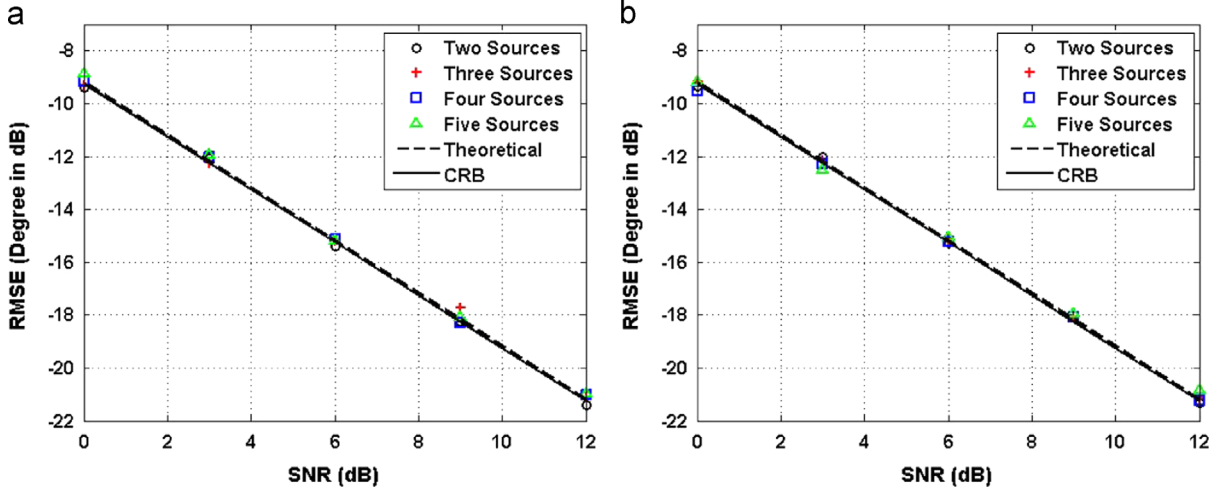 a
-8
-10
-12
-14
-16
-18
-20
-22
RMSE (Degree in dB)
0 2 4 6 8 10 12
SNR (dB)
Two Sources
Three Sources
Four Sources
Five Sources
Theoretical
CRB
b
-8
-10
-12
-14
-16
-18
-20
-22
RMSE (Degree in dB)
0 2 4 6 8 10 12
SNR (dB)
Two Sources
Three Sources
Four Sources
Five Sources
Theoretical
CRB